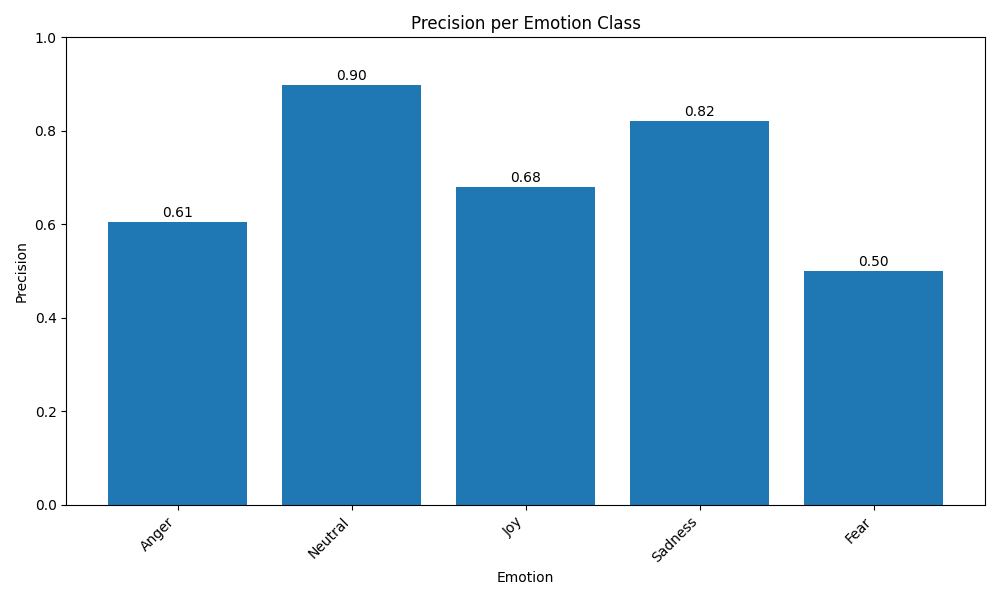 Precision per Emotion Class
1.0
0.8
0.6
0.4
0.2
0.0
Precision
0.61
0.90
0.68
0.82
0.50
Anger
Neutral
Joy
Sadness
Fear
Emotion